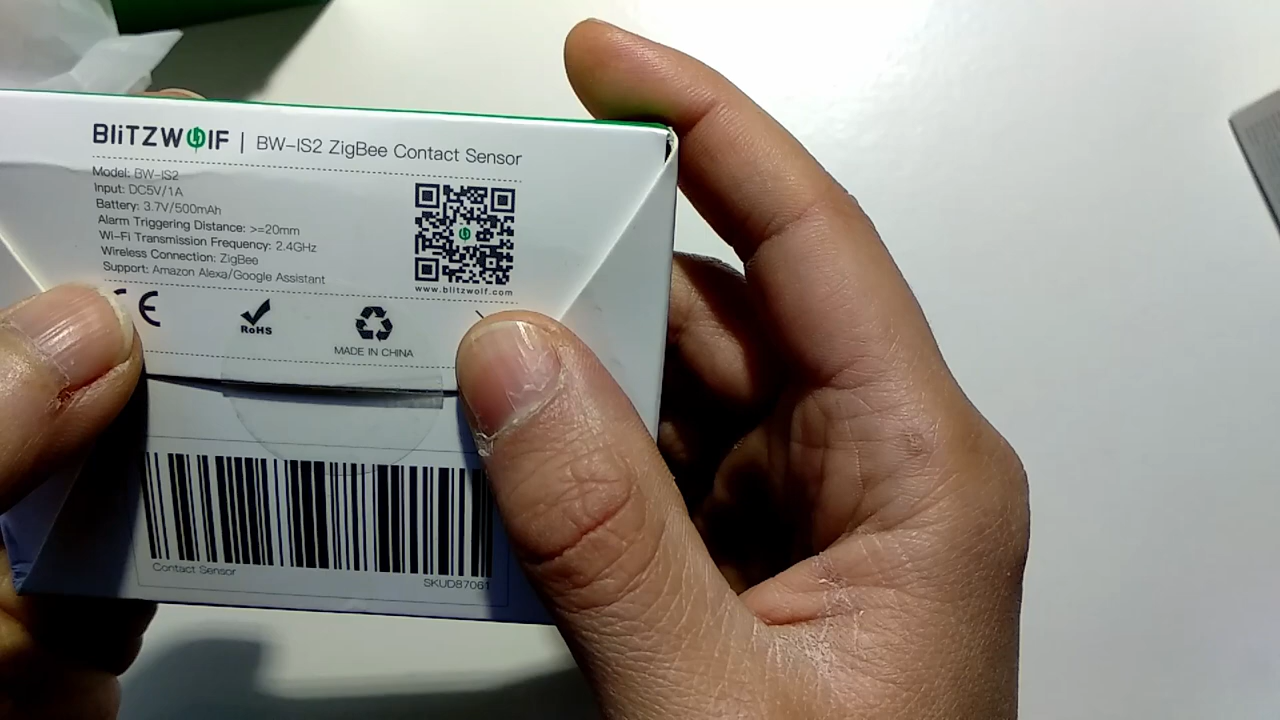 BLiTZWOLF | BW-IS2 ZigBee Contact Sensor
Model: BW-IS2
Input: DC5V/1A
Battery: 3.7V/500mAh
Alarm Triggering Distance: >=20mm
Wi-Fi Transmission Frequency: 2.4GHz
Wireless Connection: ZigBee
Support: Amazon Alexa/Google Assistant
www.blitzwolf.com
CE
RoHS
MADE IN CHINA
Contact Sensor
SKUD87061